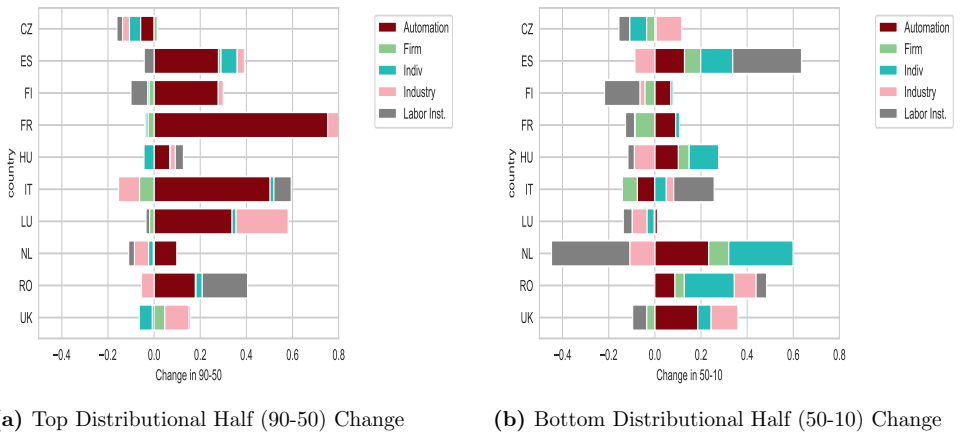 CZ
ES
FI
FR
HU
IT
LU
NL
RO
UK
country
−0.4 −0.2 0.0 0.2 0.4 0.6 0.8
Change in 90-50
Automation
Firm
Indiv
Industry
Labor Inst.
CZ
ES
FI
FR
HU
IT
LU
NL
RO
UK
country
−0.4 −0.2 0.0 0.2 0.4 0.6 0.8
Change in 50-10
Automation
Firm
Indiv
Industry
Labor Inst.
a) Top Distributional Half (90-50) Change
(b) Bottom Distributional Half (50-10) Change